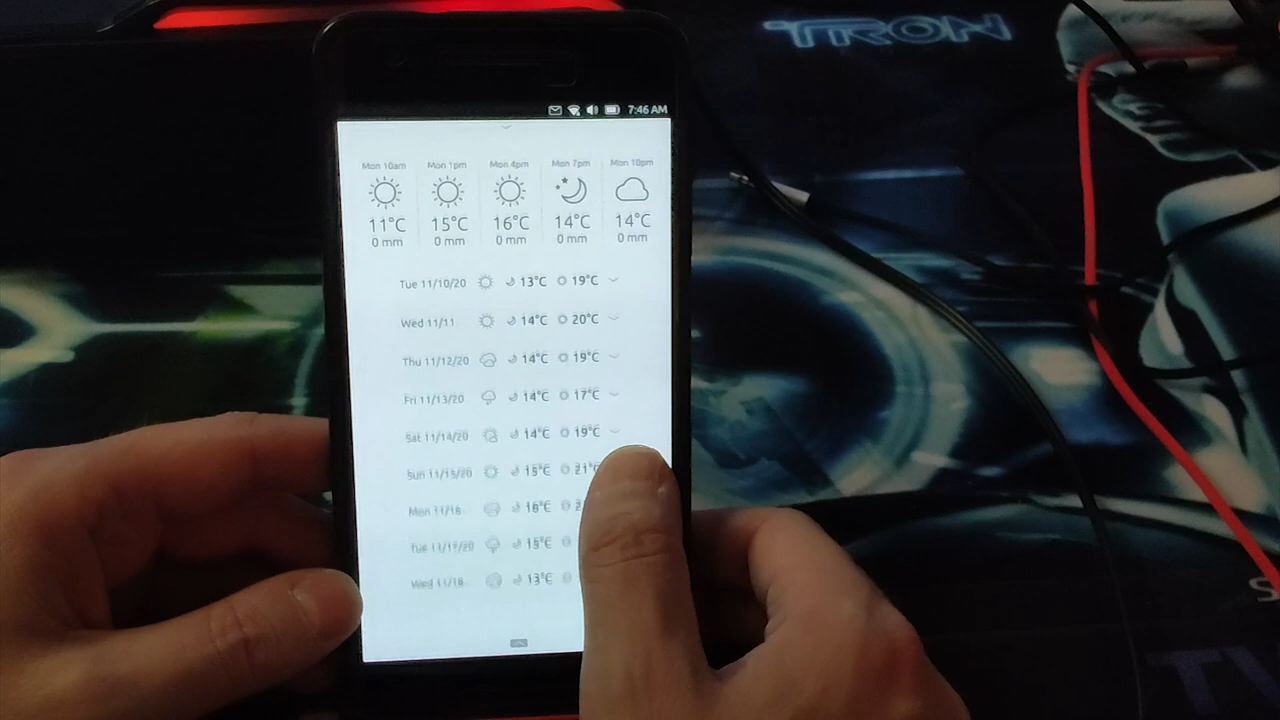 TRON
7:46 AM
Mon 10am Mon 1pm Mon 4pm Mon 7pm Mon 10pm
11°C 15°C 16°C 14°C 14°C
0 mm 0 mm 0 mm 0 mm 0 mm
Tue 11/10/20 13°C 19°C
Wed 11/11 14°C 20°C
Thu 11/12/20 14°C 19°C
Fri 11/13/20 14°C 17°C
Sat 11/14/20 14°C 19°C
Sun 11/15/20 15°C 21°C
Mon 11/16 16°C
Tue 11/17/20 15°C
Wed 11/18 13°C